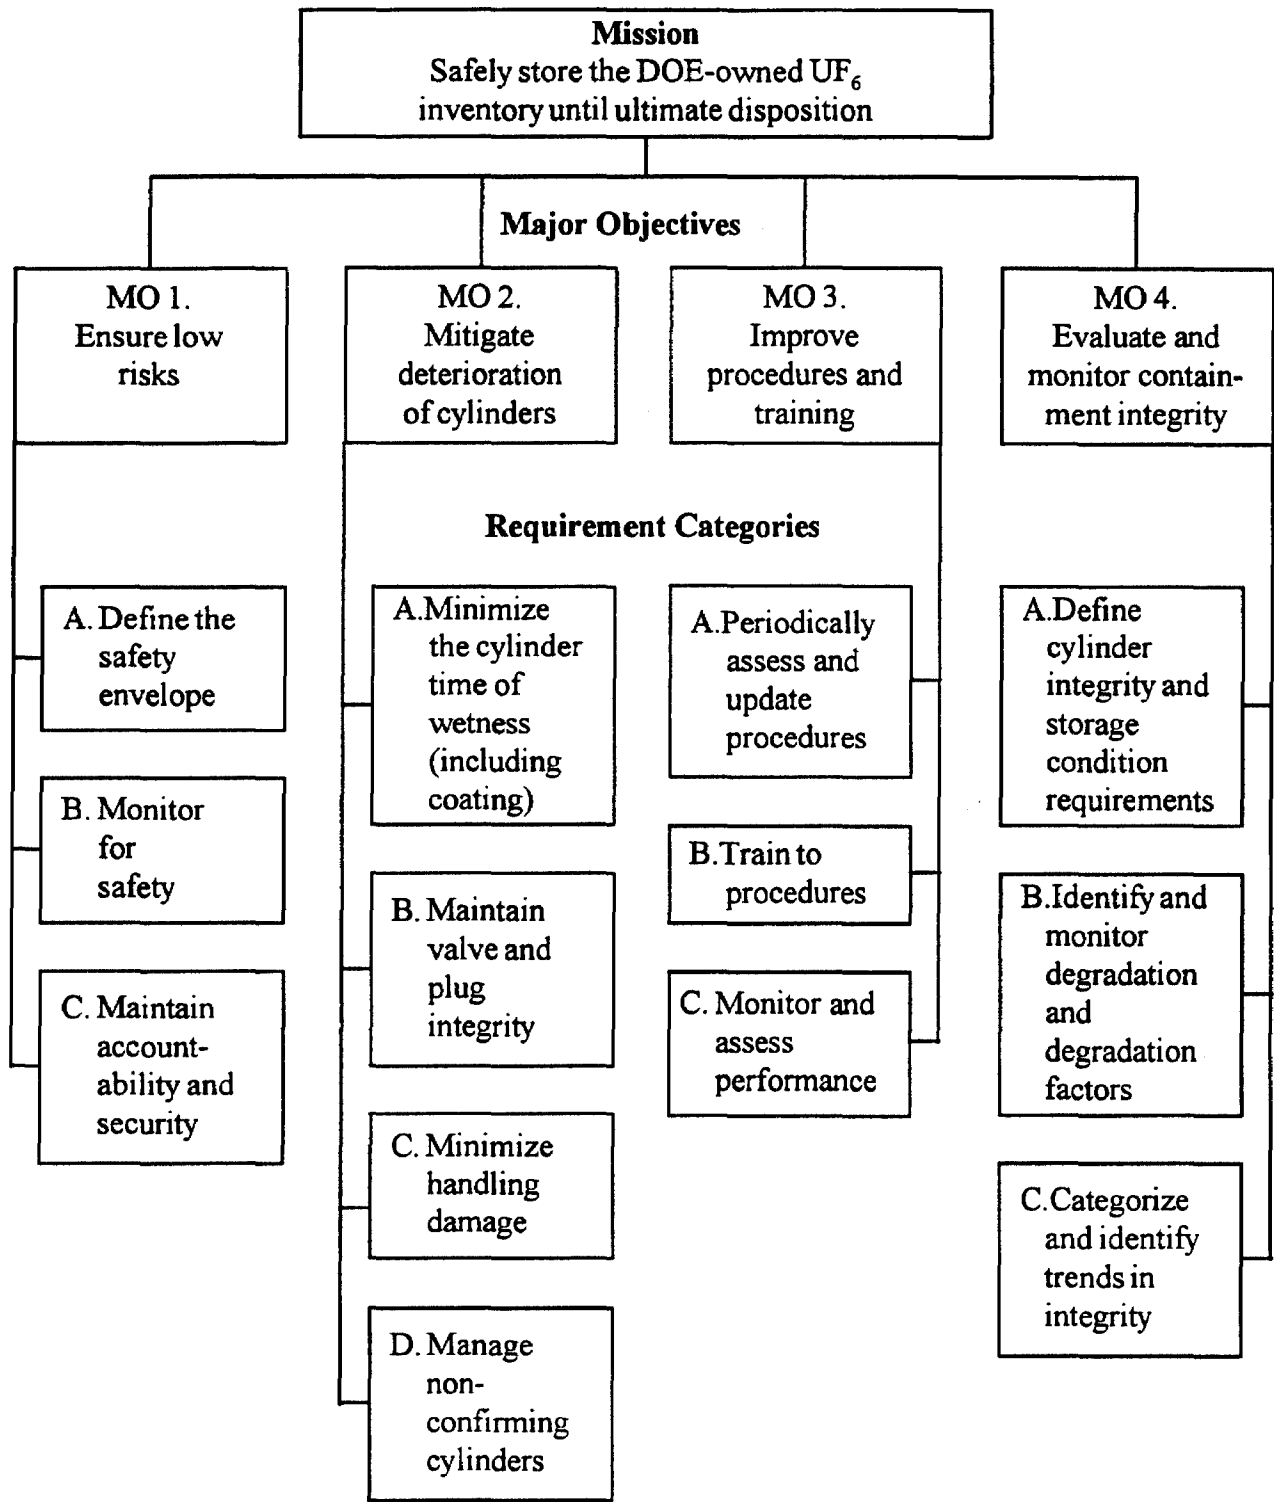 Mission
Safely store the DOE-owned UF₆
inventory until ultimate disposition
Major Objectives
MO 1.
Ensure low
risks
MO 2.
Mitigate
deterioration
of cylinders
MO 3.
Improve
procedures and
training
MO 4.
Evaluate and
monitor contain-
ment integrity
Requirement Categories
A. Define the
safety
envelope
B. Monitor
for
safety
C. Maintain
account-
ability and
security
A.Minimize
the cylinder
time of
wetness
(including
coating)
B. Maintain
valve and
plug
integrity
C. Minimize
handling
damage
D. Manage
non-
confirming
cylinders
A.Periodically
assess and
update
procedures
B.Train to
procedures
C. Monitor and
assess
performance
A.Define
cylinder
integrity and
storage
condition
requirements
B.Identify and
monitor
degradation
and
degradation
factors
C.Categorize
and identify
trends in
integrity